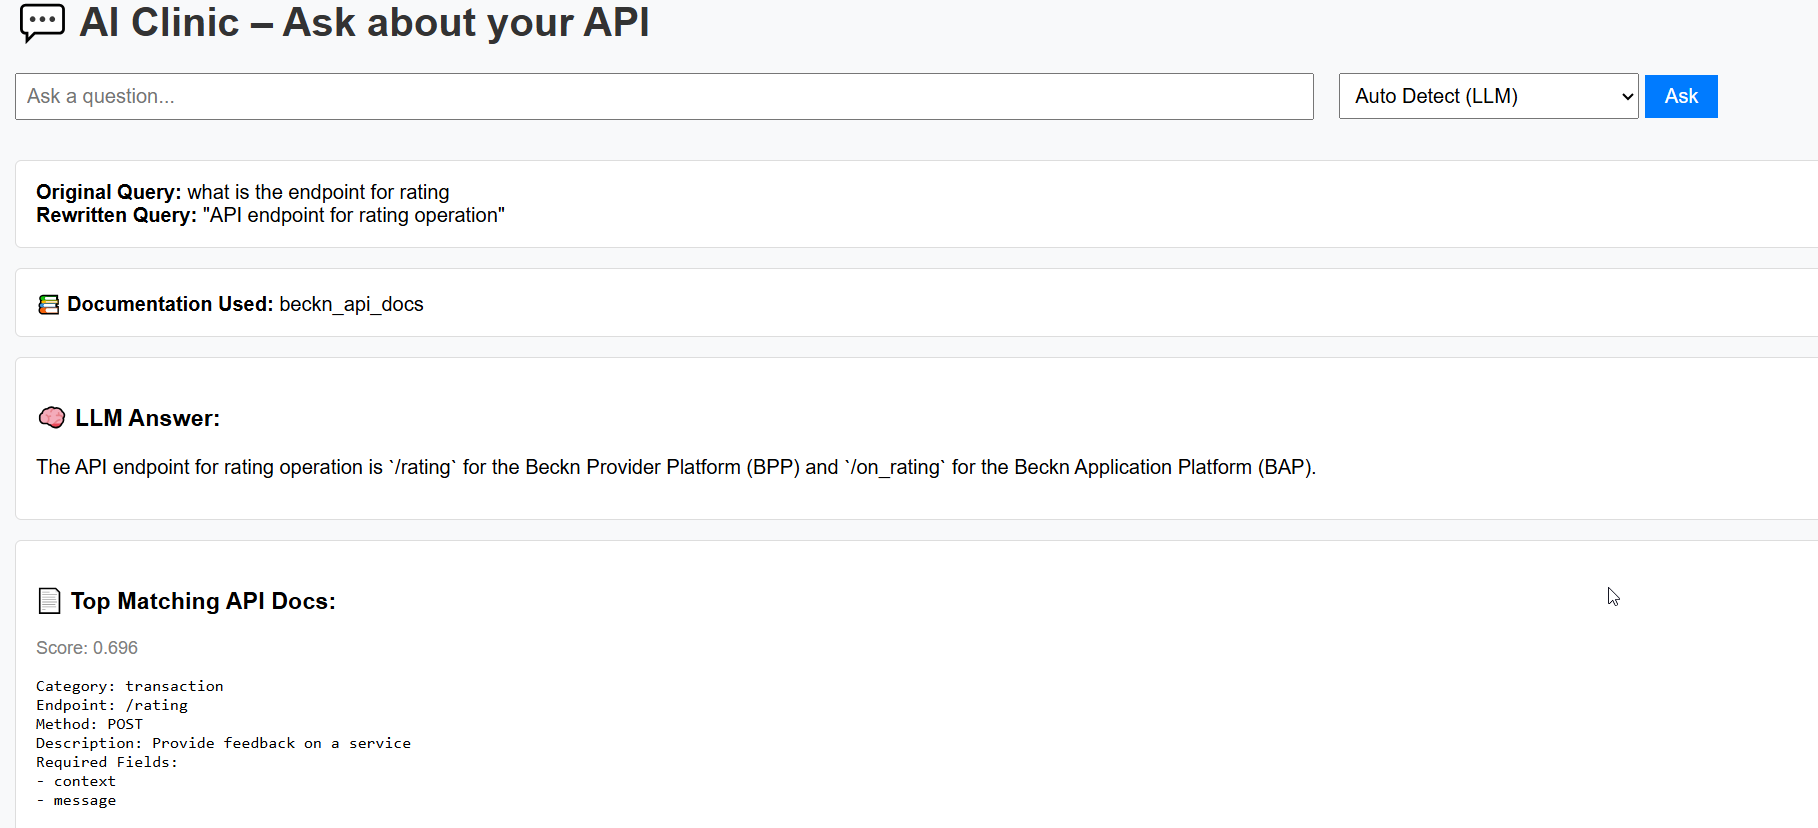 AI Clinic – Ask about your API
Ask a question...
Auto Detect (LLM)
Ask
Original Query: what is the endpoint for rating
Rewritten Query: "API endpoint for rating operation"
Documentation Used: beckn_api_docs
LLM Answer:
The API endpoint for rating operation is `/rating` for the Beckn Provider Platform (BPP) and `/on_rating` for the Beckn Application Platform (BAP).
Top Matching API Docs:
Score: 0.696
Category: transaction
Endpoint: /rating
Method: POST
Description: Provide feedback on a service
Required Fields:
- context
- message